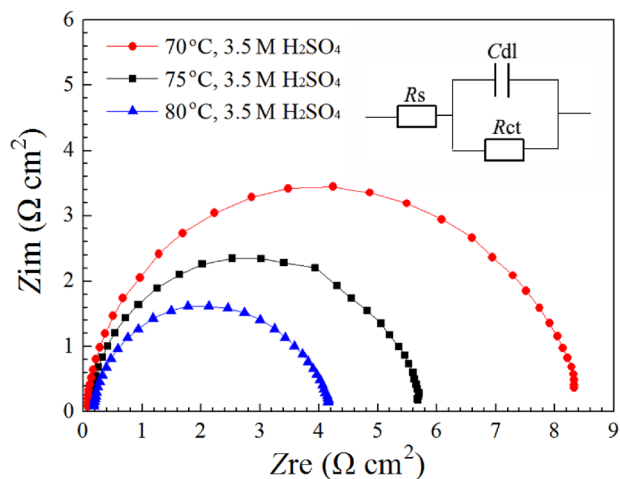 6
5
4
3
2
1
0
Zim (Ω cm²)
70°C, 3.5 M H₂SO₄
75°C, 3.5 M H₂SO₄
80°C, 3.5 M H₂SO₄
Cdl
Rs
Rct
0 1 2 3 4 5 6 7 8 9
Zre (Ω cm²)